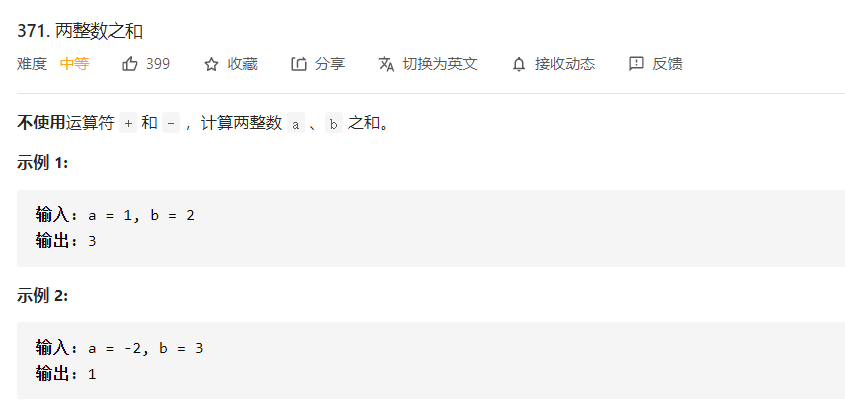 371. 两整数之和
难度 中等 399 收藏 分享 切换为英文 接收动态 反馈
不使用运算符 + 和 - ，计算两整数 a 、b 之和。
示例 1:
输入: a = 1, b = 2
输出: 3
示例 2:
输入: a = -2, b = 3
输出: 1